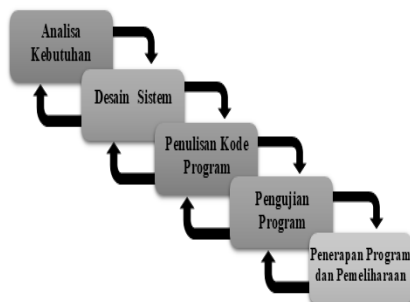 Analisa
Kebutuhan
Desain Sistem
Penulisan Kode
Program
Pengujian
Program
Penerapan Program
dan Pemeliharaan